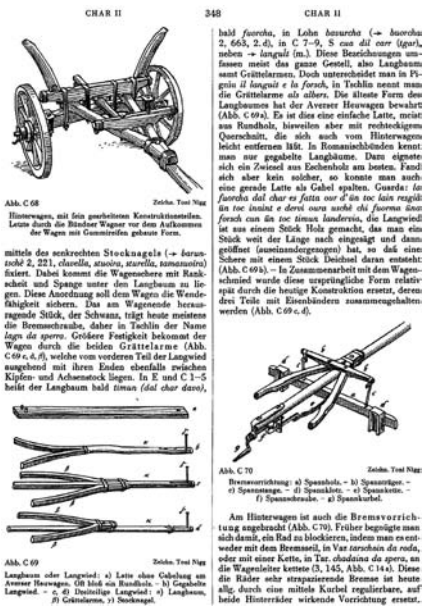 CHAR II
348
CHAR II
Abb. C 68
Zeichn. Toni Nigg
Hinterwagen, mit fein gearbeiteten Konstruktionsteilen.
Letzte durch die Bündner Wagner vor dem Aufkommen
der Wagen mit Gummireifen gebaute Form.
mittels des senkrechten Stecknagels (→ barun-
sché 2, 221, clavella, stuoira, sturella, tamazuoira)
fixiert. Dabei kommt die Wagenschere mit Rank-
scheit und Spange unter den Langbaum zu lie-
gen. Diese Anordnung soll dem Wagen die Wende-
fähigkeit sichern. Das am Wagenende heraus-
ragende Stück, der Schwanz, trägt heute meistens
die Bremsschraube, daher in Tschlin der Name
lagn da sperra. Größere Festigkeit bekommt der
Wagen durch die beiden Grättelarme (Abb.
C 69 c, d, β), welche vom vorderen Teil der Langwied
ausgehend mit ihren Enden ebenfalls zwischen
Kipfen- und Achsenstock liegen. In E und C 1–5
heißt der Langbaum bald timun (dal char davo),
Abb. C 69
Zeichn. Toni Nigg
Langbaum oder Langwied: a) Latte ohne Gabelung am
Averser Heuwagen. Oft bloß ein Rundholz. – b) Gegabelte
Langwied. – c, d) Dreiteilige Langwied: α) Langbaum,
β) Grättelarme, γ) Stecknagel.
bald fuorcha, in Lohn bavurcha (→ buorcha
2, 663, 2. d), in C 7–9, S cua dil carr (tgar),
neben → languit (m.). Diese Bezeichnungen um-
fassen meist das ganze Gestell, also Langbaum
samt Grättelarmen. Doch unterscheidet man in Pi-
gniu il languit e la forsch, in Tschlin nennt man
die Grättelarme als albers. Die älteste Form des
Langbaumes hat der Averser Heuwagen bewahrt
(Abb. C 69 a). Es ist dies eine einfache Latte, meist
aus Rundholz, bisweilen aber mit rechteckigem
Querschnitt, die sich auch vom Hinterwagen
leicht entfernen läßt. In Romanischbünden kennt
man nur gegabelte Langbäume. Dazu eignete
sich ein Zwiesel aus Eschenholz am besten. Fand
sich aber kein solcher, so konnte man auch
eine gerade Latte als Gabel spalten. Guarda: la
fuorcha dal char es fatta our d'ün toc lain
ün toc e davo oura üna
forsch cun ün toc timun landervia, die Langwied
ist aus einem Stück Holz gemacht, das man ein
Stück weit der Länge nach eingesägt und dann
geöffnet (auseinandergezogen) hat, so daß eine
Schere mit einem Stück Deichsel daran entsteht
(Abb. C 69 b). – In Zusammenarbeit mit dem Wagen-
schmied wurde diese ursprüngliche Form relativ
spät durch die heutige Konstruktion ersetzt, deren
drei Teile mit Eisenbändern zusammengehalten
werden (Abb. C 69 c, d).
Abb. C 70
Zeichn. Toni Nigg
Bremsvorrichtung: a) Spannholz. – b) Spannträger. –
c) Spannstange. – d) Spannklotz. – e) Spannkette. –
f) Spannschraube. – g) Spannkurbel.
Am Hinterwagen ist auch die Bremsvorrich-
tung angebracht (Abb. C 70). Früher begnügte man
sich damit, ein Rad zu blockieren, indem man es ent-
weder mit dem Bremsseil, in Vaz tarschein da roda,
oder mit einer Kette, in Tar. chadaina da spera, an
die Wagenleiter kettete (3, 145, Abb. C 14 a). Diese
die Räder sehr strapazierende Bremse ist heute
allg. durch eine mittels Kurbel regulierbare, auf
beide Hinterräder wirkende Vorrichtung ersetzt.